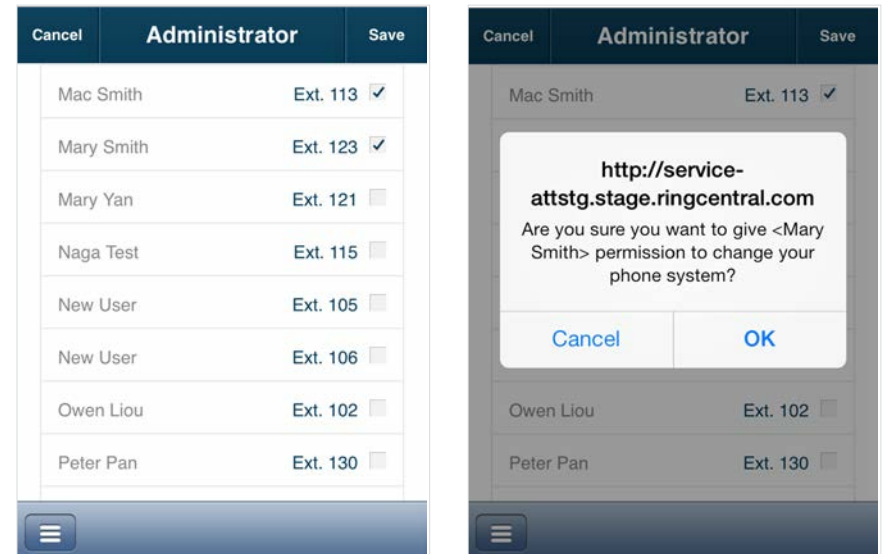 Cancel Administrator Save
Mac Smith Ext. 113
Mary Smith Ext. 123
Mary Yan Ext. 121
Naga Test Ext. 115
New User Ext. 105
New User Ext. 106
Owen Liou Ext. 102
Peter Pan Ext. 130
Cancel Administrator Save
Mac Smith Ext. 113
http://service-
attstg.stage.ringcentral.com
Are you sure you want to give <Mary
Smith> permission to change your
phone system?
Cancel OK
Owen Liou Ext. 102
Peter Pan Ext. 130